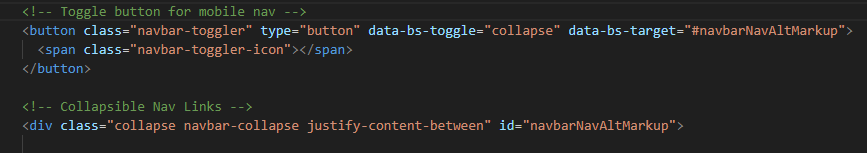 <!-- Toggle button for mobile nav -->
<button class="navbar-toggler" type="button" data-bs-toggle="collapse" data-bs-target="#navbarNavAltMarkup">
<span class="navbar-toggler-icon"></span>
</button>
<!-- Collapsible Nav Links -->
<div class="collapse navbar-collapse justify-content-between" id="navbarNavAltMarkup">